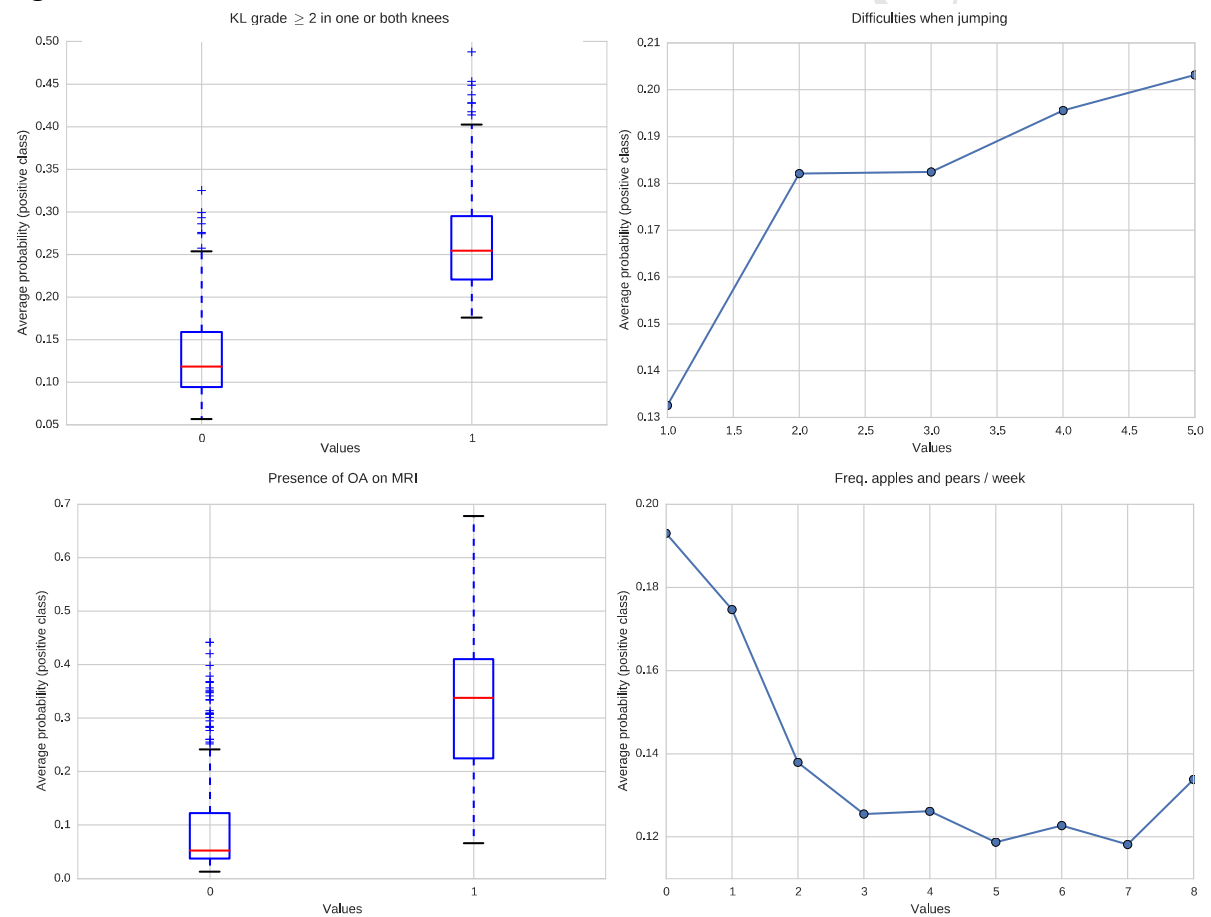 KL grade ≥ 2 in one or both knees
Average probability (positive class)
0.50
0.45
0.40
0.35
0.30
0.25
0.20
0.15
0.10
0.05
0 1
Values
Difficulties when jumping
Average probability (positive class)
0.21
0.20
0.19
0.18
0.17
0.16
0.15
0.14
0.13
1.0 1.5 2.0 2.5 3.0 3.5 4.0 4.5 5.0
Values
Presence of OA on MRI
Average probability (positive class)
0.7
0.6
0.5
0.4
0.3
0.2
0.1
0.0
0 1
Values
Freq. apples and pears / week
Average probability (positive class)
0.20
0.18
0.16
0.14
0.12
0 1 2 3 4 5 6 7 8
Values